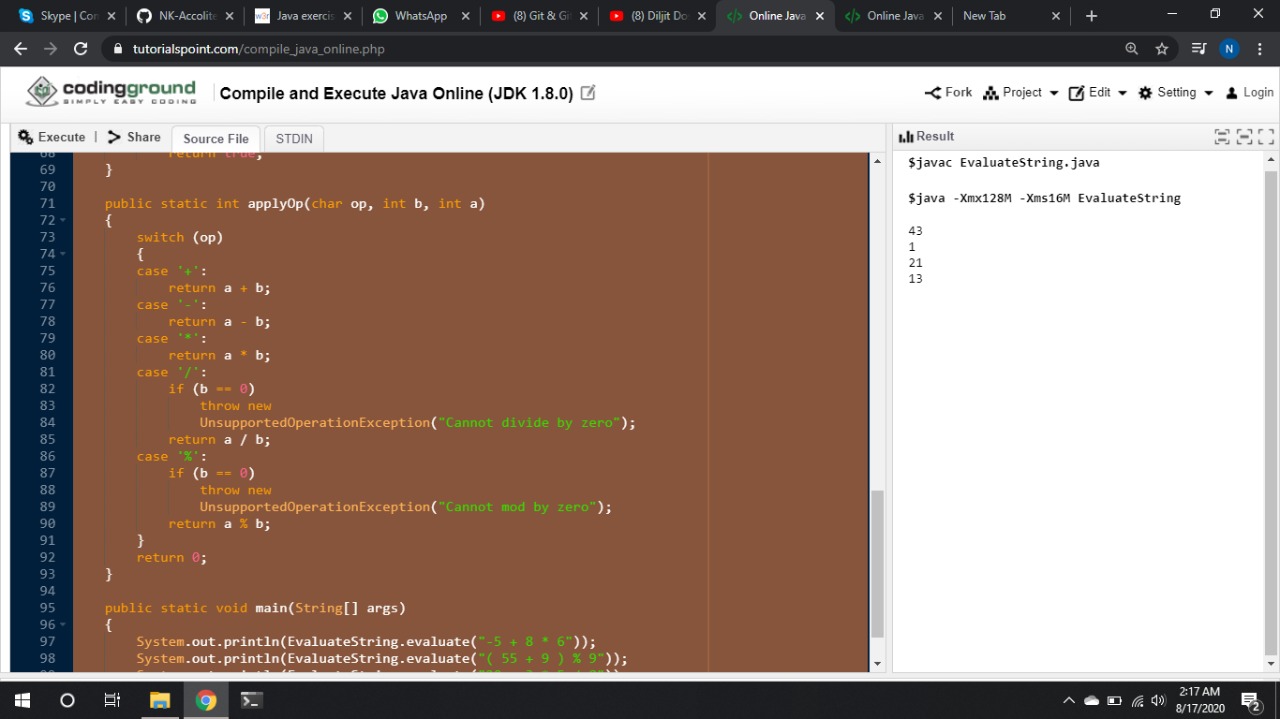 Skype | Con
NK-Accolite
w3r Java exercis
WhatsApp
(8) Git & Gi
(8) Diljit Do
Online Java
Online Java
New Tab
tutorialspoint.com/compile_java_online.php
N
codingground
SIMPLY EASY CODING
Compile and Execute Java Online (JDK 1.8.0)
Fork
Project
Edit
Setting
Login
Execute | Share
Source File
STDIN
Result
68 return true;
69 }
70
71 public static int applyOp(char op, int b, int a)
72 {
73 switch (op)
74 {
75 case '+':
76 return a + b;
77 case '-':
78 return a - b;
79 case '*':
80 return a * b;
81 case '/':
82 if (b == 0)
83 throw new
84 UnsupportedOperationException("Cannot divide by zero");
85 return a / b;
86 case '%':
87 if (b == 0)
88 throw new
89 UnsupportedOperationException("Cannot mod by zero");
90 return a % b;
91 }
92 return 0;
93 }
94
95 public static void main(String[] args)
96 {
97 System.out.println(EvaluateString.evaluate("-5 + 8 * 6"));
98 System.out.println(EvaluateString.evaluate("( 55 + 9 ) % 9"));
$javac EvaluateString.java
$java -Xmx128M -Xms16M EvaluateString
43
1
21
13
2:17 AM
8/17/2020
2